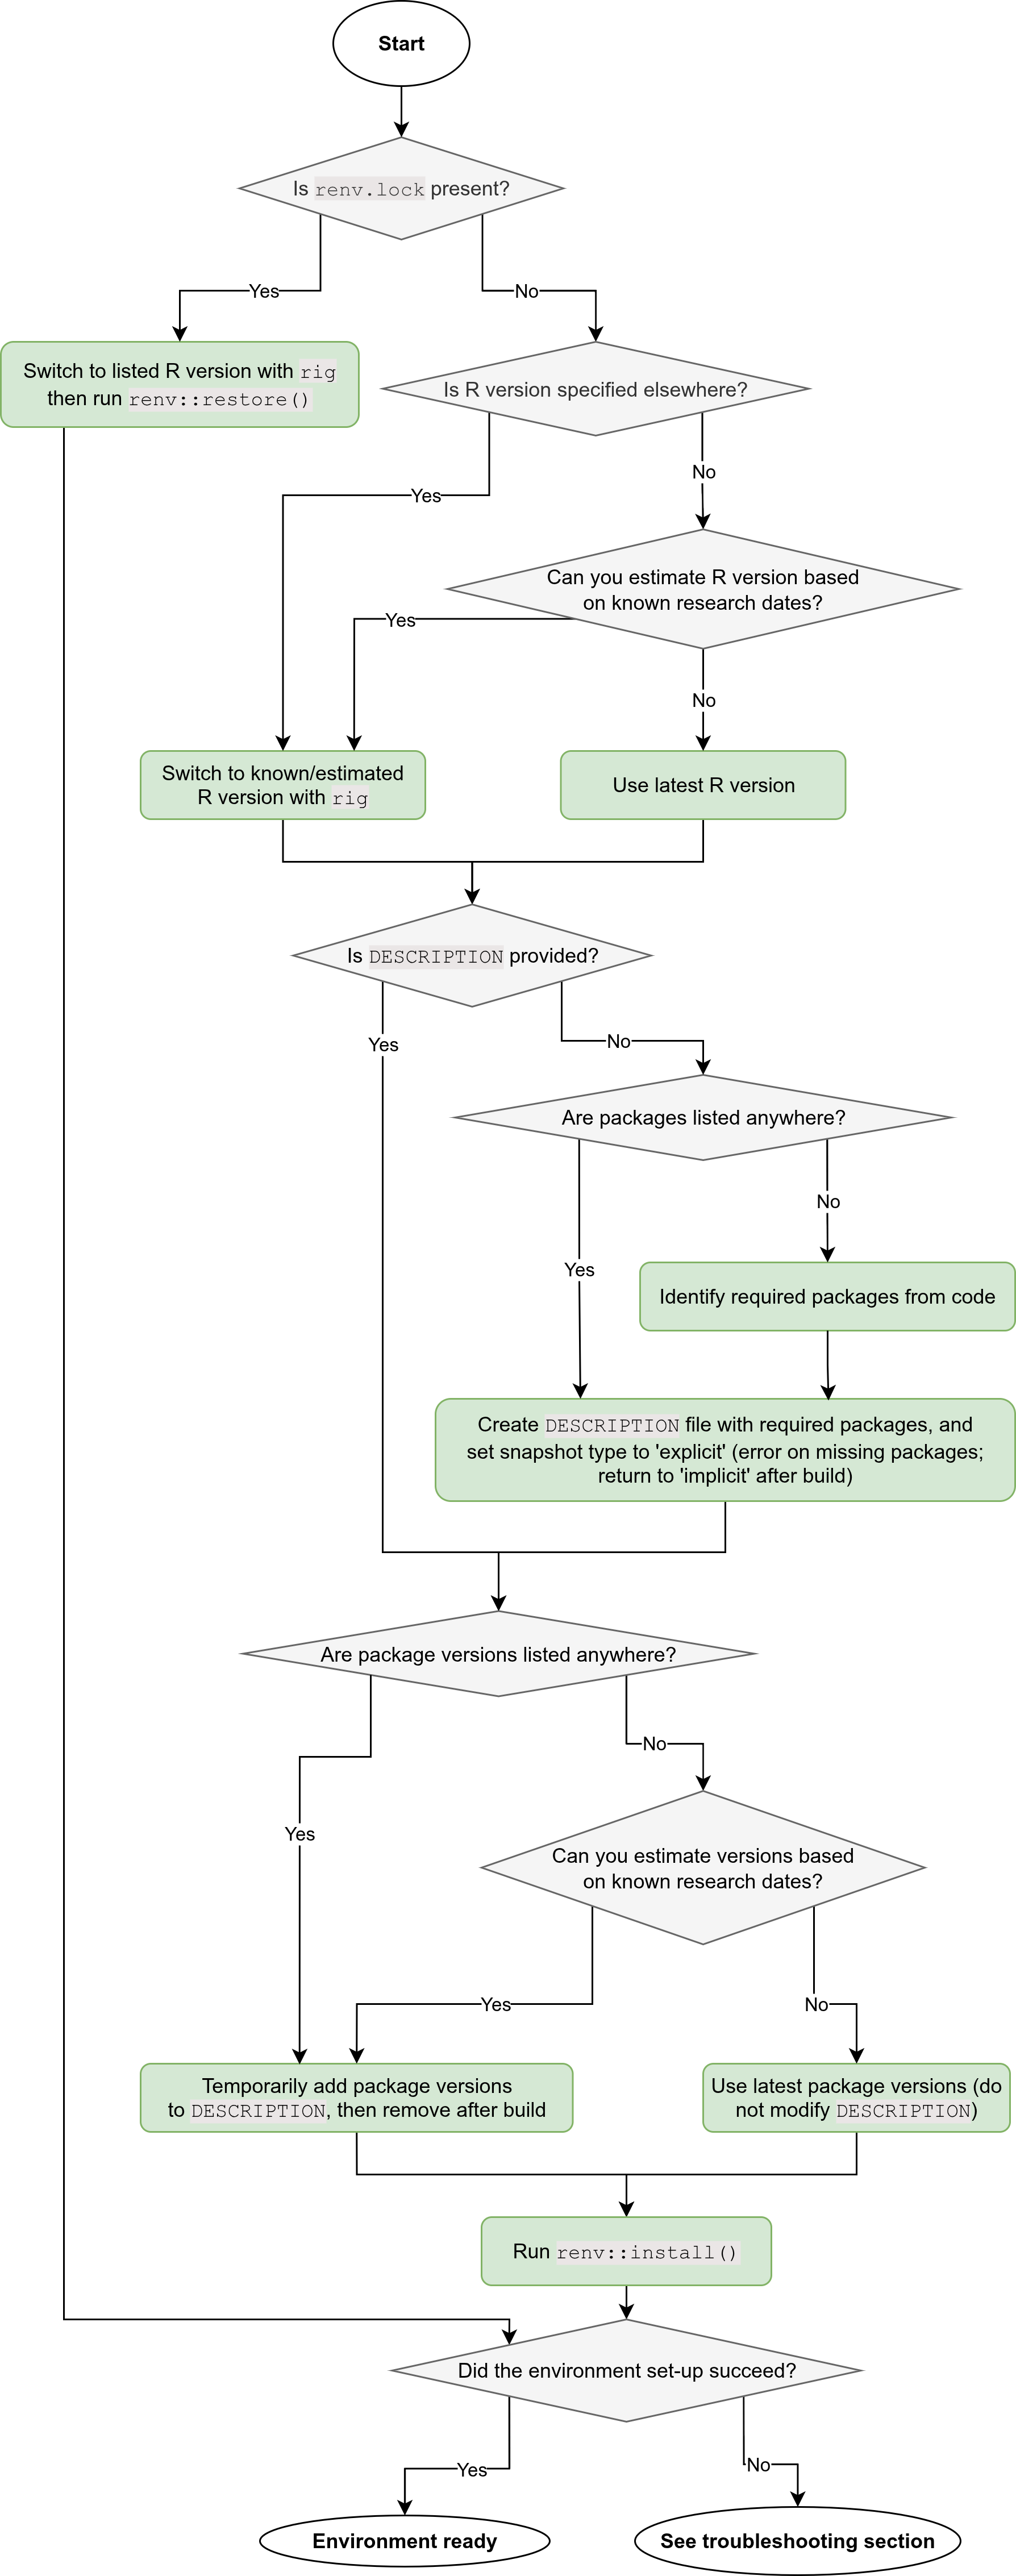 Start
Is renv.lock present?
Yes
No
Switch to listed R version with rig
then run renv::restore()
Is R version specified elsewhere?
No
Yes
Can you estimate R version based
on known research dates?
Yes
No
Switch to known/estimated
R version with rig
Use latest R version
Is DESCRIPTION provided?
Yes
No
Are packages listed anywhere?
No
Yes
Identify required packages from code
Create DESCRIPTION file with required packages, and
set snapshot type to 'explicit' (error on missing packages;
return to 'implicit' after build)
Are package versions listed anywhere?
No
Yes
Can you estimate versions based
on known research dates?
Yes
No
Temporarily add package versions
to DESCRIPTION, then remove after build
Use latest package versions (do
not modify DESCRIPTION)
Run renv::install()
Did the environment set-up succeed?
Yes
No
Environment ready
See troubleshooting section